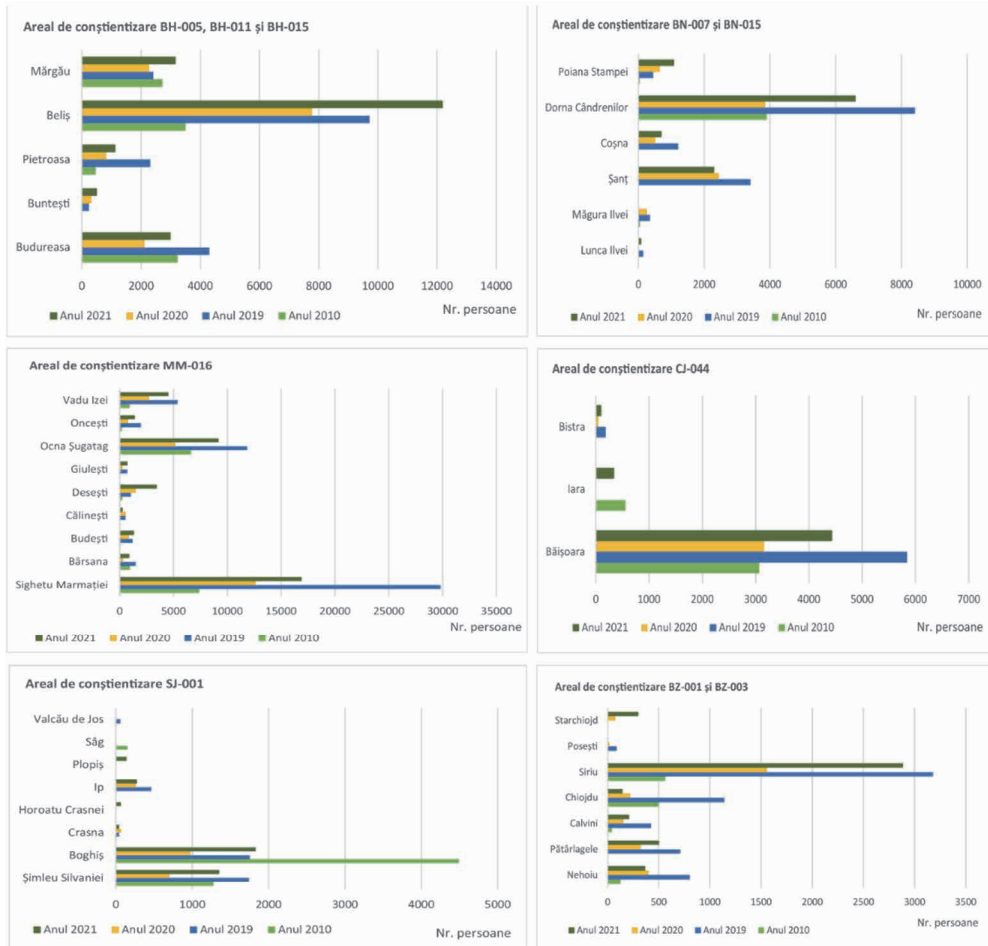 Areal de conștientizare BH-005, BH-011 și BH-015
Mărgău
Beliș
Pietroasa
Buntești
Budureasa
0 2000 4000 6000 8000 10000 12000 14000
Nr. persoane
Anul 2021 Anul 2020 Anul 2019 Anul 2010
Areal de conștientizare BN-007 și BN-015
Poiana Stampei
Dorna Cândrenilor
Coșna
Șanț
Măgura Ilvei
Lunca Ilvei
0 2000 4000 6000 8000 10000
Nr. persoane
Anul 2021 Anul 2020 Anul 2019 Anul 2010
Areal de conștientizare MM-016
Vadu Izei
Oncești
Ocna Șugatag
Giulești
Desești
Călinești
Budești
Bârsana
Sighetu Marmației
0 5000 10000 15000 20000 25000 30000 35000
Nr. persoane
Anul 2021 Anul 2020 Anul 2019 Anul 2010
Areal de conștientizare CJ-044
Bistra
Iara
Băișoara
0 1000 2000 3000 4000 5000 6000 7000
Nr. persoane
Anul 2021 Anul 2020 Anul 2019 Anul 2010
Areal de conștientizare SJ-001
Valcău de Jos
Sâg
Plopiș
Ip
Horoatu Crasnei
Crasna
Boghiș
Șimleu Silvaniei
0 1000 2000 3000 4000 5000
Nr. persoane
Anul 2021 Anul 2020 Anul 2019 Anul 2010
Areal de conștientizare BZ-001 și BZ-003
Starchiojd
Posești
Siriu
Chiojdu
Calvini
Pătârlagele
Nehoiu
0 500 1000 1500 2000 2500 3000 3500
Nr. persoane
Anul 2021 Anul 2020 Anul 2019 Anul 2010